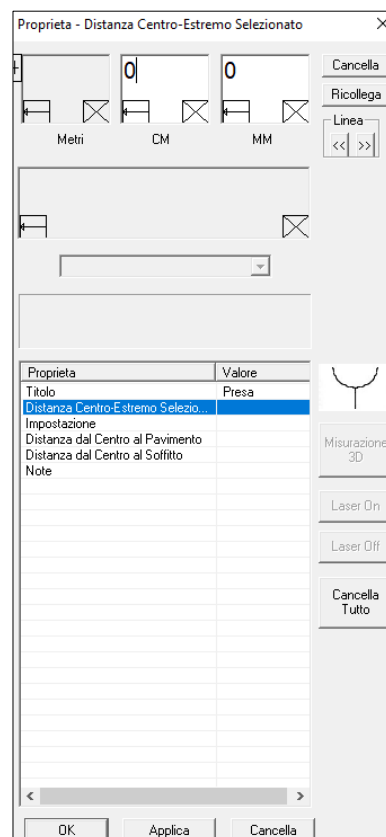 Proprieta - Distanza Centro-Estremo Selezionato
0 0 Cancella
Ricollega
Metri CM MM Linea
<< >>
Proprieta Valore
Titolo Presa
Distanza Centro-Estremo Selezio...
Impostazione
Distanza dal Centro al Pavimento
Distanza dal Centro al Soffitto
Note
Misurazione
3D
Laser On
Laser Off
Cancella
Tutto
OK Applica Cancella